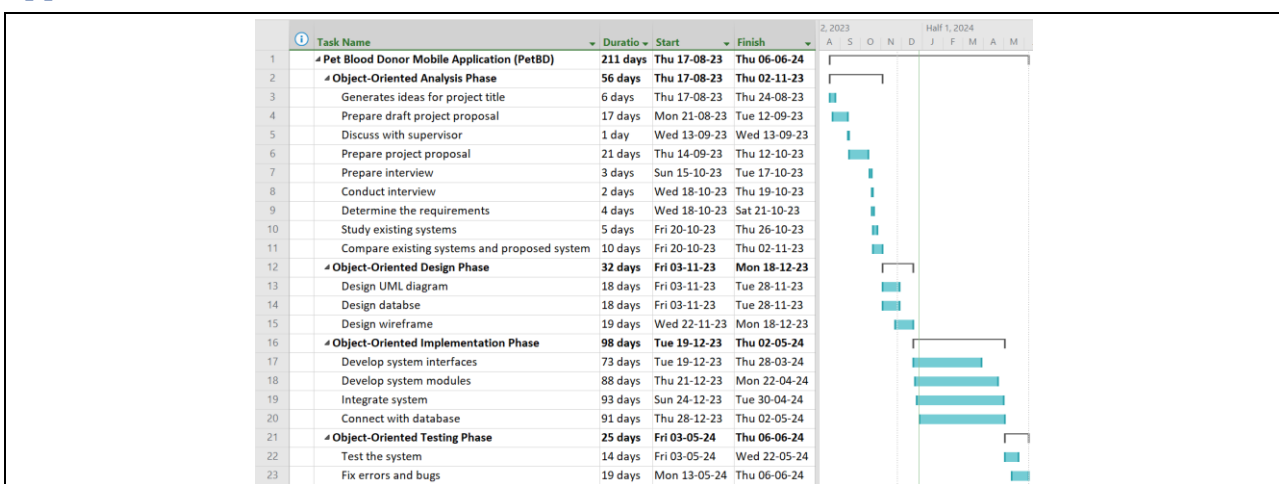 2, 2023 Half 1, 2024
Task Name Duratio Start Finish A S O N D J F M A M
1 Pet Blood Donor Mobile Application (PetBD) 211 days Thu 17-08-23 Thu 06-06-24
2 Object-Oriented Analysis Phase 56 days Thu 17-08-23 Thu 02-11-23
3 Generates ideas for project title 6 days Thu 17-08-23 Thu 24-08-23
4 Prepare draft project proposal 17 days Mon 21-08-23 Tue 12-09-23
5 Discuss with supervisor 1 day Wed 13-09-23 Wed 13-09-23
6 Prepare project proposal 21 days Thu 14-09-23 Thu 12-10-23
7 Prepare interview 3 days Sun 15-10-23 Tue 17-10-23
8 Conduct interview 2 days Wed 18-10-23 Thu 19-10-23
9 Determine the requirements 4 days Wed 18-10-23 Sat 21-10-23
10 Study existing systems 5 days Fri 20-10-23 Thu 26-10-23
11 Compare existing systems and proposed system 10 days Fri 20-10-23 Thu 02-11-23
12 Object-Oriented Design Phase 32 days Fri 03-11-23 Mon 18-12-23
13 Design UML diagram 18 days Fri 03-11-23 Tue 28-11-23
14 Design databse 18 days Fri 03-11-23 Tue 28-11-23
15 Design wireframe 19 days Wed 22-11-23 Mon 18-12-23
16 Object-Oriented Implementation Phase 98 days Tue 19-12-23 Thu 02-05-24
17 Develop system interfaces 73 days Tue 19-12-23 Thu 28-03-24
18 Develop system modules 88 days Thu 21-12-23 Mon 22-04-24
19 Integrate system 93 days Sun 24-12-23 Tue 30-04-24
20 Connect with database 91 days Thu 28-12-23 Thu 02-05-24
21 Object-Oriented Testing Phase 25 days Fri 03-05-24 Thu 06-06-24
22 Test the system 14 days Fri 03-05-24 Wed 22-05-24
23 Fix errors and bugs 19 days Mon 13-05-24 Thu 06-06-24